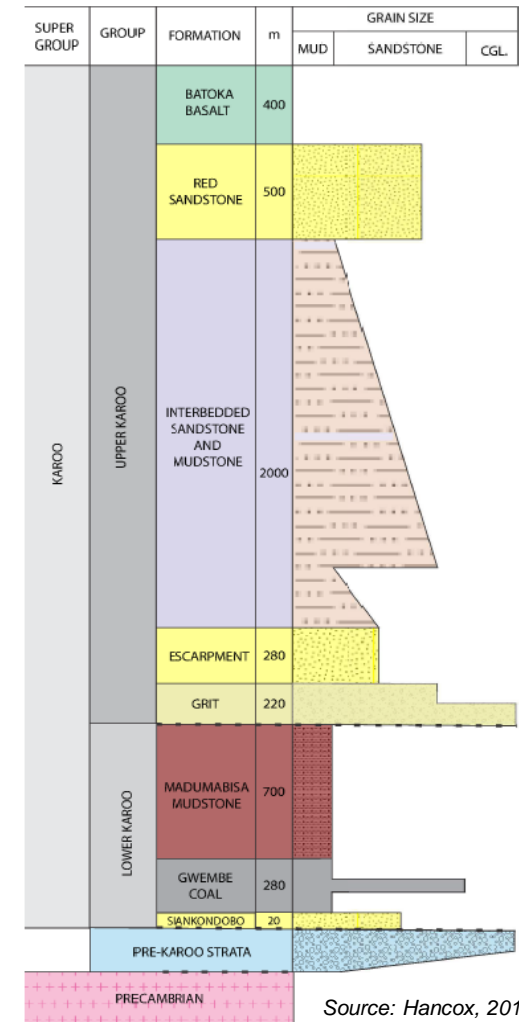 SUPER
GROUP
GROUP
FORMATION
m
GRAIN SIZE
MUD
SANDSTONE
CGL.
KAROO
UPPER KAROO
BATOKA
BASALT
400
RED
SANDSTONE
500
INTERBEDDED
SANDSTONE
AND
MUDSTONE
2000
ESCARPMENT
280
GRIT
220
LOWER KAROO
MADUMABISA
MUDSTONE
700
GWEMBE
COAL
280
SIANKONDOBO
20
PRE-KAROO STRATA
PRECAMBRIAN
Source: Hancox, 201